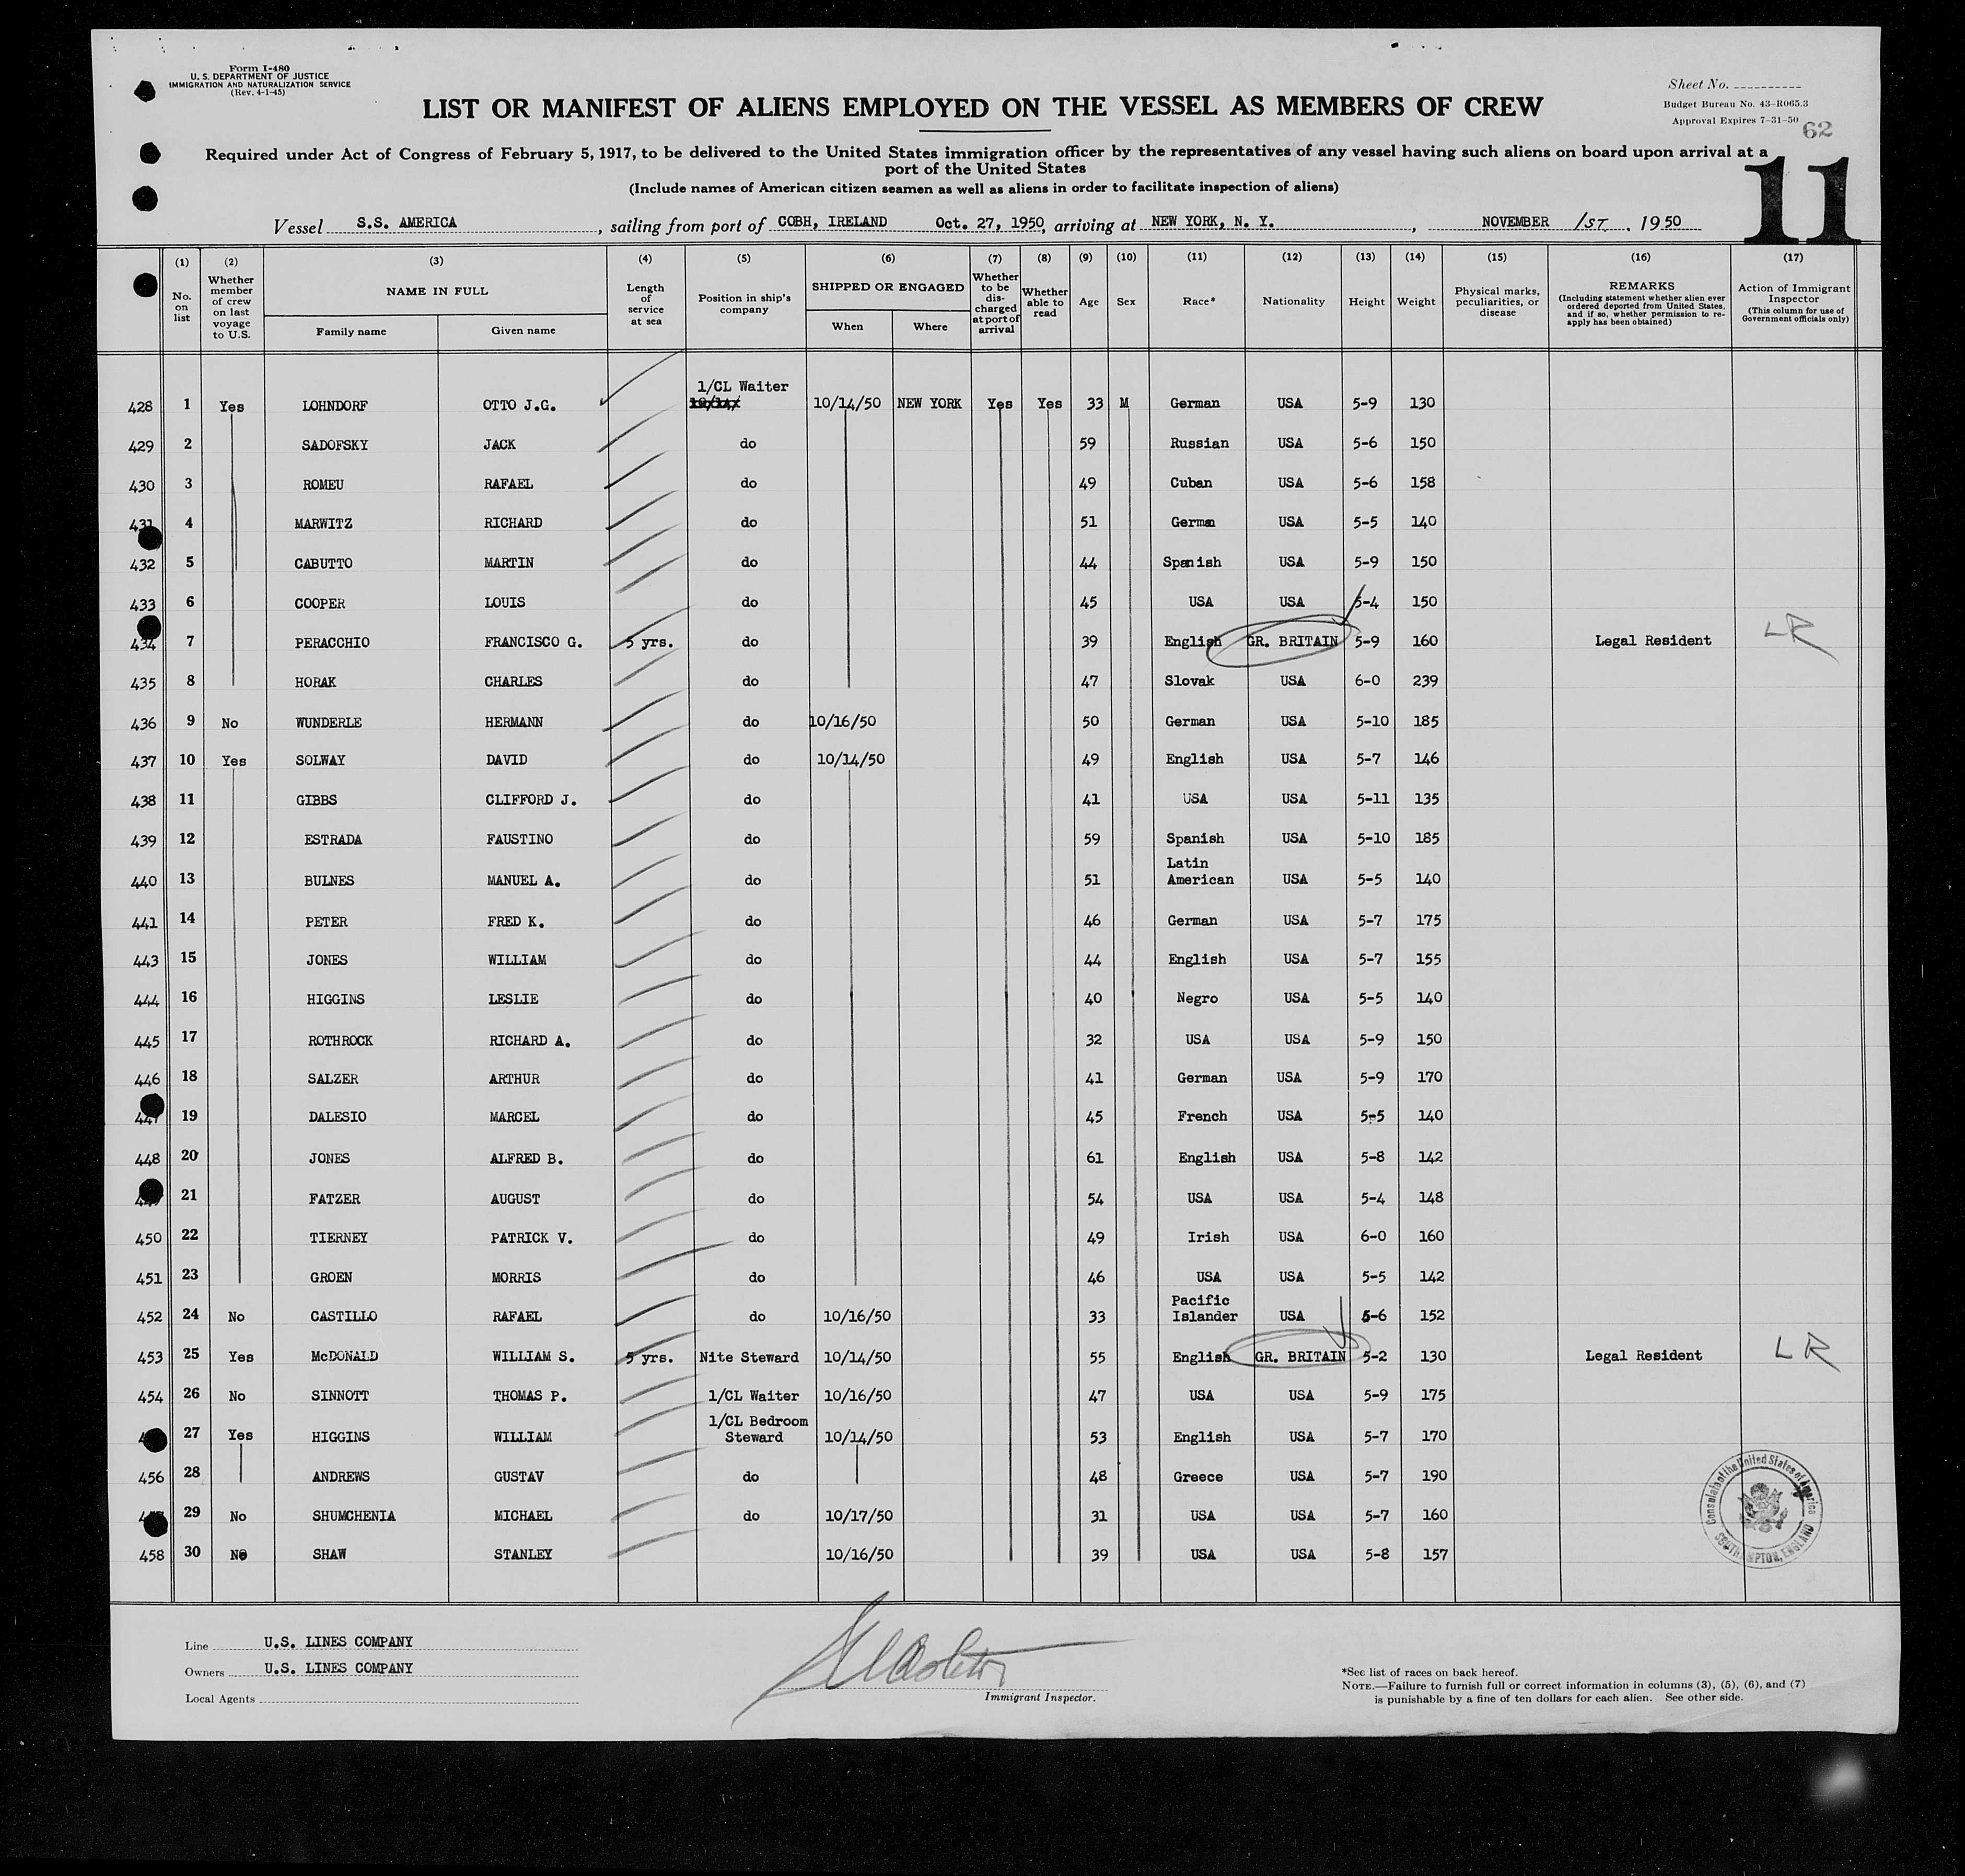 Form I-480
U. S. DEPARTMENT OF JUSTICE
IMMIGRATION AND NATURALIZATION SERVICE
(Rev. 4-1-45)
Sheet No.
Budget Bureau No. 43-R065.3
Approval Expires 7-31-50
62
11
LIST OR MANIFEST OF ALIENS EMPLOYED ON THE VESSEL AS MEMBERS OF CREW
Required under Act of Congress of February 5, 1917, to be delivered to the United States immigration officer by the representatives of any vessel having such aliens on board upon arrival at a
port of the United States
(Include names of American citizen seamen as well as aliens in order to facilitate inspection of aliens)
Vessel S.S. AMERICA, sailing from port of COBH, IRELAND Oct. 27, 1950, arriving at NEW YORK, N. Y., NOVEMBER 1ST, 1950
(1) (2) (3) (4) (5) (6) (7) (8) (9) (10) (11) (12) (13) (14) (15) (16) (17)
No. on list
Whether member of crew on last voyage to U.S.
NAME IN FULL
Family name Given name
Length of service at sea
Position in ship's company
SHIPPED OR ENGAGED
When Where
Whether to be discharged at port of arrival
Whether able to read
Age
Sex
Race*
Nationality
Height
Weight
Physical marks, peculiarities, or disease
REMARKS
(Including statement whether alien ever ordered deported from United States, and if so, whether permission to reapply has been obtained)
Action of Immigrant Inspector
(This column for use of Government officials only)
428 1 Yes LOHNDORF OTTO J.G. 1/CL Waiter 10/14/50 NEW YORK Yes Yes 33 M German USA 5-9 130
429 2 SADOFSKY JACK do 59 Russian USA 5-6 150
430 3 ROMEU RAFAEL do 49 Cuban USA 5-6 158
431 4 MARWITZ RICHARD do 51 German USA 5-5 140
432 5 CABUTTO MARTIN do 44 Spanish USA 5-9 150
433 6 COOPER LOUIS do 45 USA USA 5-4 150
434 7 PERACCHIO FRANCISCO G. 5 yrs. do 39 English GR. BRITAIN 5-9 160 Legal Resident LR
435 8 HORAK CHARLES do 47 Slovak USA 6-0 239
436 9 No WUNDERLE HERMANN do 10/16/50 50 German USA 5-10 185
437 10 Yes SOLWAY DAVID do 10/14/50 49 English USA 5-7 146
438 11 GIBBS CLIFFORD J. do 41 USA USA 5-11 135
439 12 ESTRADA FAUSTINO do 59 Spanish USA 5-10 185
440 13 BULNES MANUEL A. do 51 Latin American USA 5-5 140
441 14 PETER FRED K. do 46 German USA 5-7 175
443 15 JONES WILLIAM do 44 English USA 5-7 155
444 16 HIGGINS LESLIE do 40 Negro USA 5-5 140
445 17 ROTHROCK RICHARD A. do 32 USA USA 5-9 150
446 18 SALZER ARTHUR do 41 German USA 5-9 170
447 19 DALESIO MARCEL do 45 French USA 5-5 140
448 20 JONES ALFRED B. do 61 English USA 5-8 142
21 FATZER AUGUST do 54 USA USA 5-4 148
450 22 TIERNEY PATRICK V. do 49 Irish USA 6-0 160
451 23 GROEN MORRIS do 46 USA USA 5-5 142
452 24 No CASTILLO RAFAEL do 10/16/50 33 Pacific Islander USA 5-6 152
453 25 Yes McDONALD WILLIAM S. 5 yrs. Nite Steward 10/14/50 55 English GR. BRITAIN 5-2 130 Legal Resident LR
454 26 No SINNOTT THOMAS P. 1/CL Waiter 10/16/50 47 USA USA 5-9 175
27 Yes HIGGINS WILLIAM 1/CL Bedroom Steward 10/14/50 53 English USA 5-7 170
456 28 ANDREWS GUSTAV do 48 Greece USA 5-7 190
29 No SHUMCHENIA MICHAEL do 10/17/50 31 USA USA 5-7 160
458 30 No SHAW STANLEY 10/16/50 39 USA USA 5-8 157
Consulate of the United States of America
SOUTHAMPTON, ENGLAND
Line U.S. LINES COMPANY
Owners U.S. LINES COMPANY
Local Agents
Immigrant Inspector.
*See list of races on back hereof.
NOTE.—Failure to furnish full or correct information in columns (3), (5), (6), and (7)
is punishable by a fine of ten dollars for each alien. See other side.